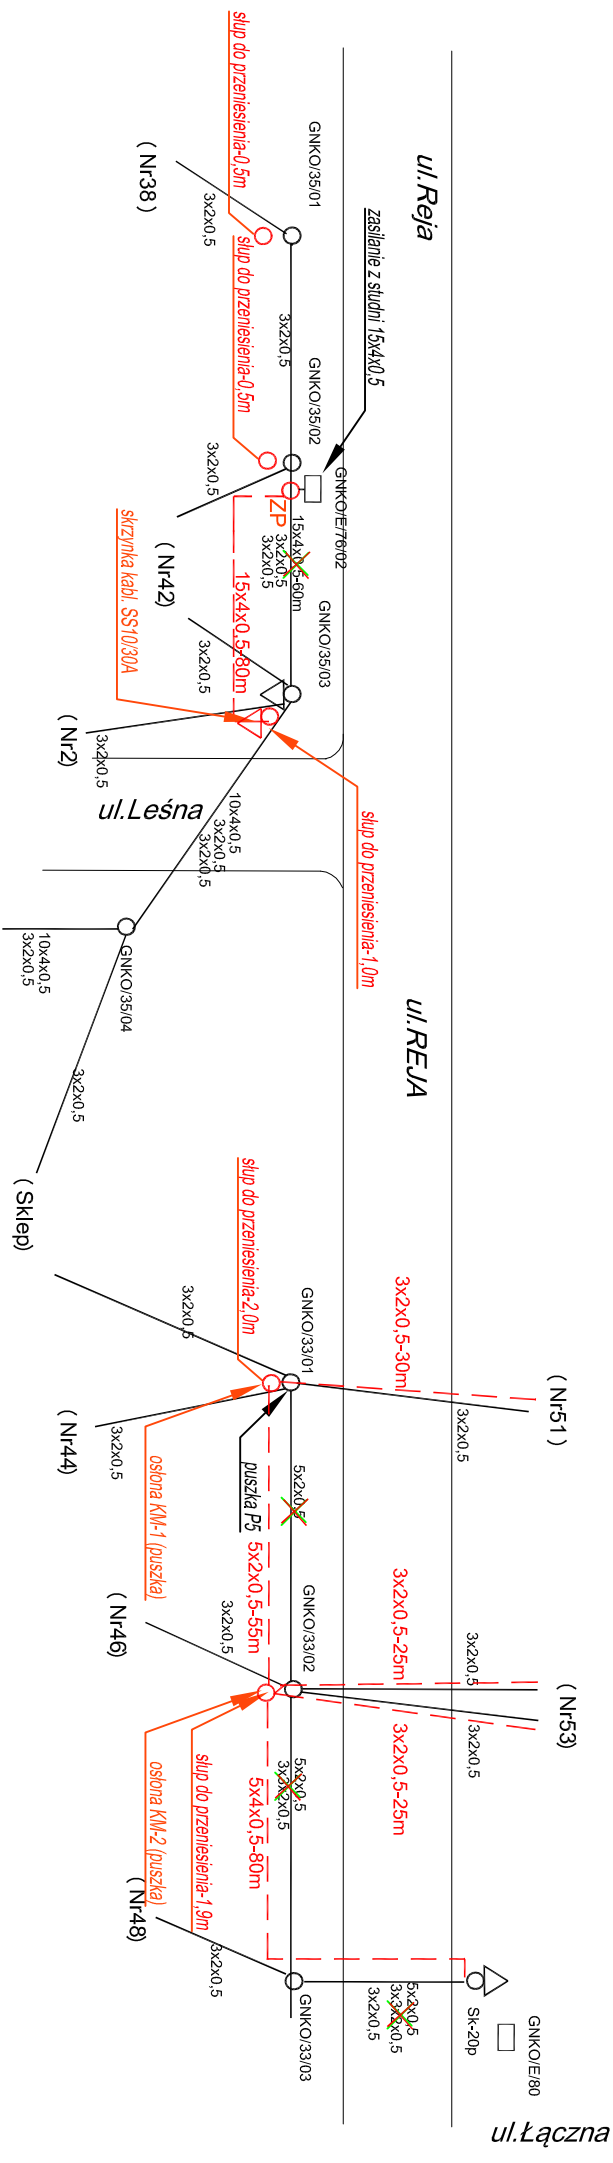 ul.Reja
słup do przeniesienia-0,5m
GNKO/35/01
( Nr38 )
3x2x0,5
zasilanie z studni 15x4x0,5
słup do przeniesienia-0,5m
3x2x0,5
GNKO/35/02
3x2x0,5
GNKO/E/76/02
ZP
15x4x0,5-60m
3x2x0,5
3x2x0,5
( Nr42 )
skrzynka kabl. SS10/30A
15x4x0,5-80m
GNKO/35/03
3x2x0,5
( Nr2 )
3x2x0,5
ul.Leśna
10x4x0,5
3x2x0,5
3x2x0,5
słup do przeniesienia-1,0m
10x4x0,5
3x2x0,5
GNKO/35/04
ul.REJA
3x2x0,5
( Sklep)
słup do przeniesienia-2,0m
3x2x0,5
GNKO/33/01
3x2x0,5-30m
( Nr51 )
3x2x0,5
( Nr44)
3x2x0,5
osłona KM-1 (puszka)
puszka P5
5x2x0,5
5x2x0,5-55m
GNKO/33/02
3x2x0,5-25m
( Nr46)
3x2x0,5
3x2x0,5
( Nr53)
3x2x0,5
3x2x0,5-25m
osłona KM-2 (puszka)
słup do przeniesienia-1,9m
5x4x0,5-80m
5x2x0,5
3x3x2x0,5
( Nr48)
3x2x0,5
GNKO/33/03
5x2x0,5
3x3x2x0,5
3x2x0,5
Sk-20p
GNKO/E/80
ul.Łączna